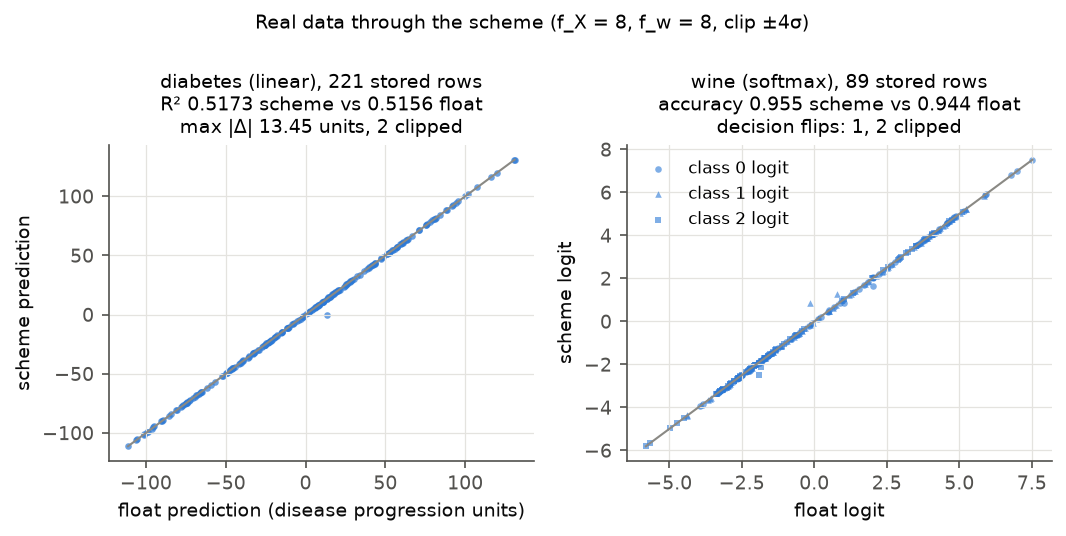 Real data through the scheme (f_X = 8, f_w = 8, clip ±4σ)
diabetes (linear), 221 stored rows
R² 0.5173 scheme vs 0.5156 float
max |Δ| 13.45 units, 2 clipped
scheme prediction
100
50
0
−50
−100
−100
−50
0
50
100
float prediction (disease progression units)
wine (softmax), 89 stored rows
accuracy 0.955 scheme vs 0.944 float
decision flips: 1, 2 clipped
class 0 logit
class 1 logit
class 2 logit
scheme logit
8
6
4
2
0
−2
−4
−6
−5.0
−2.5
0.0
2.5
5.0
7.5
float logit